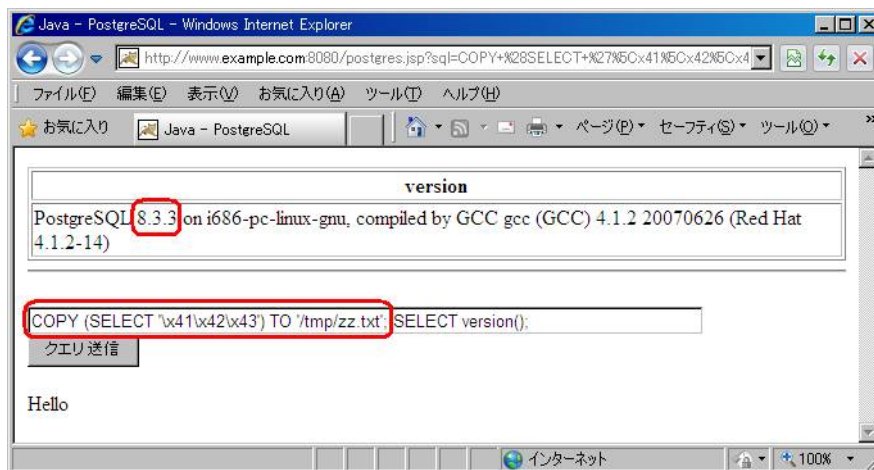 Java - PostgreSQL - Windows Internet Explorer
http://www.example.com:8080/postgres.jsp?sql=COPY+%28SELECT+%27%5Cx41%5Cx42%5Cx4
ファイル(F) 編集(E) 表示(V) お気に入り(A) ツール(T) ヘルプ(H)
お気に入り Java - PostgreSQL ページ(P) セーフティ(S) ツール(O) »
version
PostgreSQL 8.3.3 on i686-pc-linux-gnu, compiled by GCC gcc (GCC) 4.1.2 20070626 (Red Hat
4.1.2-14)
COPY (SELECT '\x41\x42\x43') TO '/tmp/zz.txt'; SELECT version();
クエリ送信
Hello
インターネット 100%